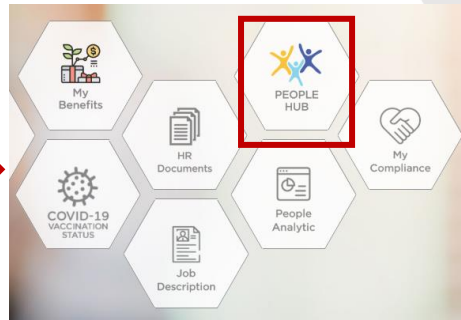 My
Benefits
PEOPLE
HUB
HR
Documents
My
Compliance
COVID-19
VACCINATION
STATUS
People
Analytic
Job
Description